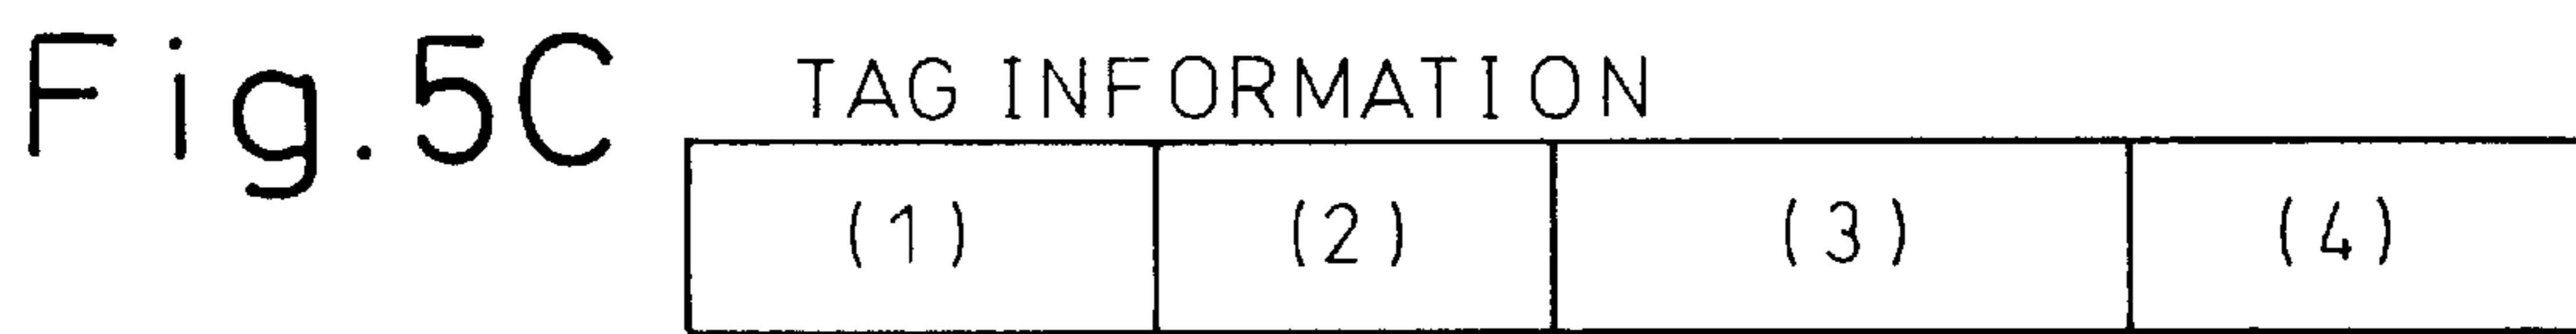 Fig.5C TAG INFORMATION
(1) (2) (3) (4)